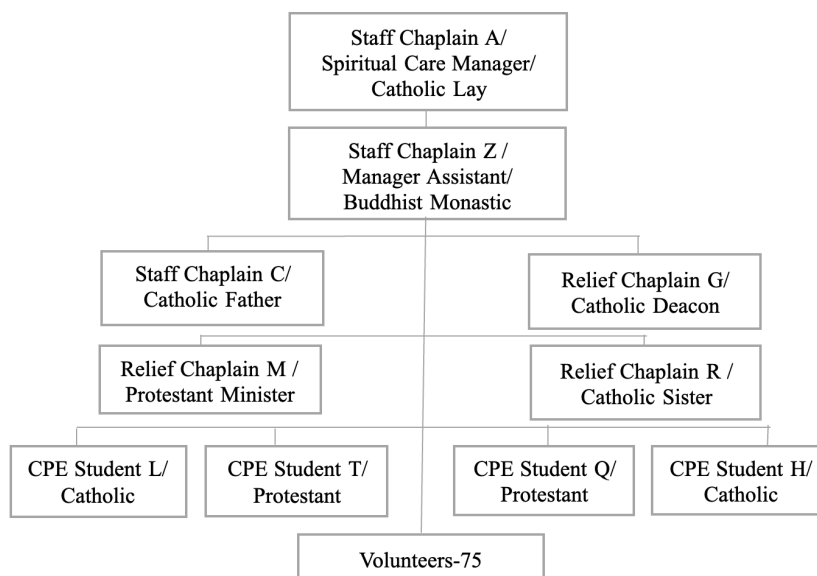 Staff Chaplain A/
Spiritual Care Manager/
Catholic Lay
Staff Chaplain Z /
Manager Assistant/
Buddhist Monastic
Staff Chaplain C/
Catholic Father
Relief Chaplain G/
Catholic Deacon
Relief Chaplain M /
Protestant Minister
Relief Chaplain R /
Catholic Sister
CPE Student L/
Catholic
CPE Student T/
Protestant
CPE Student Q/
Protestant
CPE Student H/
Catholic
Volunteers-75